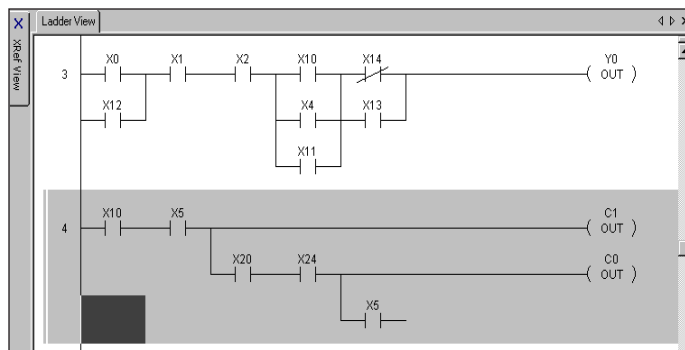 Ladder View
XRef View
X0 X1 X2 X10 X14 Y0
3 OUT
X12 X4 X13
X11
X10 X5 C1
4 OUT
X20 X24 C0
OUT
X5